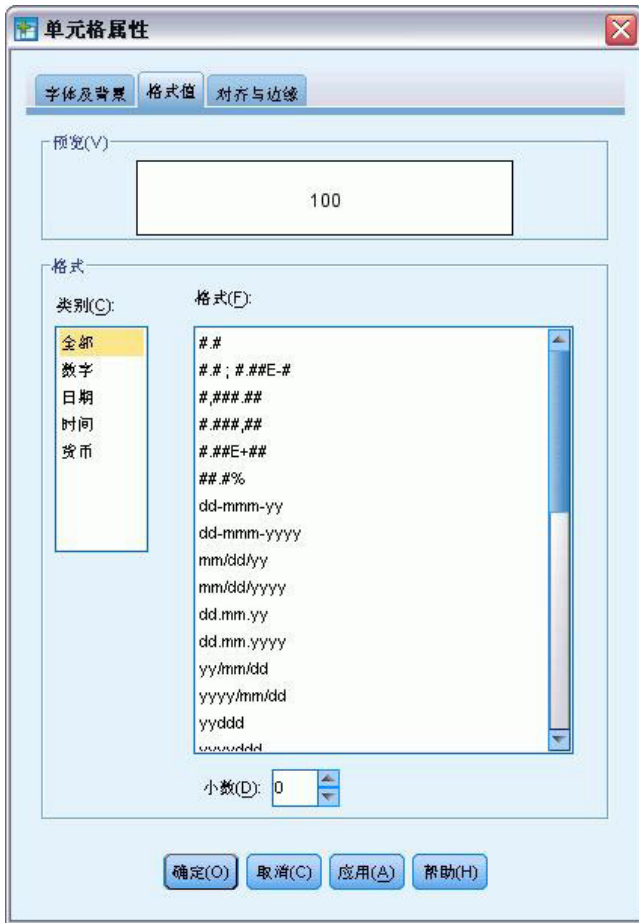 单元格属性
字体及背景 格式值 对齐与边缘
预览(V)
100
格式
类别(C):
全部
数字
日期
时间
货币
格式(F):
#.#
#.# ; #.##E-#
#,###.##
#.###,##
#.##E+##
##.#%
dd-mmm-yy
dd-mmm-yyyy
mm/dd/yy
mm/dd/yyyy
dd.mm.yy
dd.mm.yyyy
yy/mm/dd
yyyy/mm/dd
yyddd
yyyyddd
小数(D): 0
确定(O) 取消(C) 应用(A) 帮助(H)